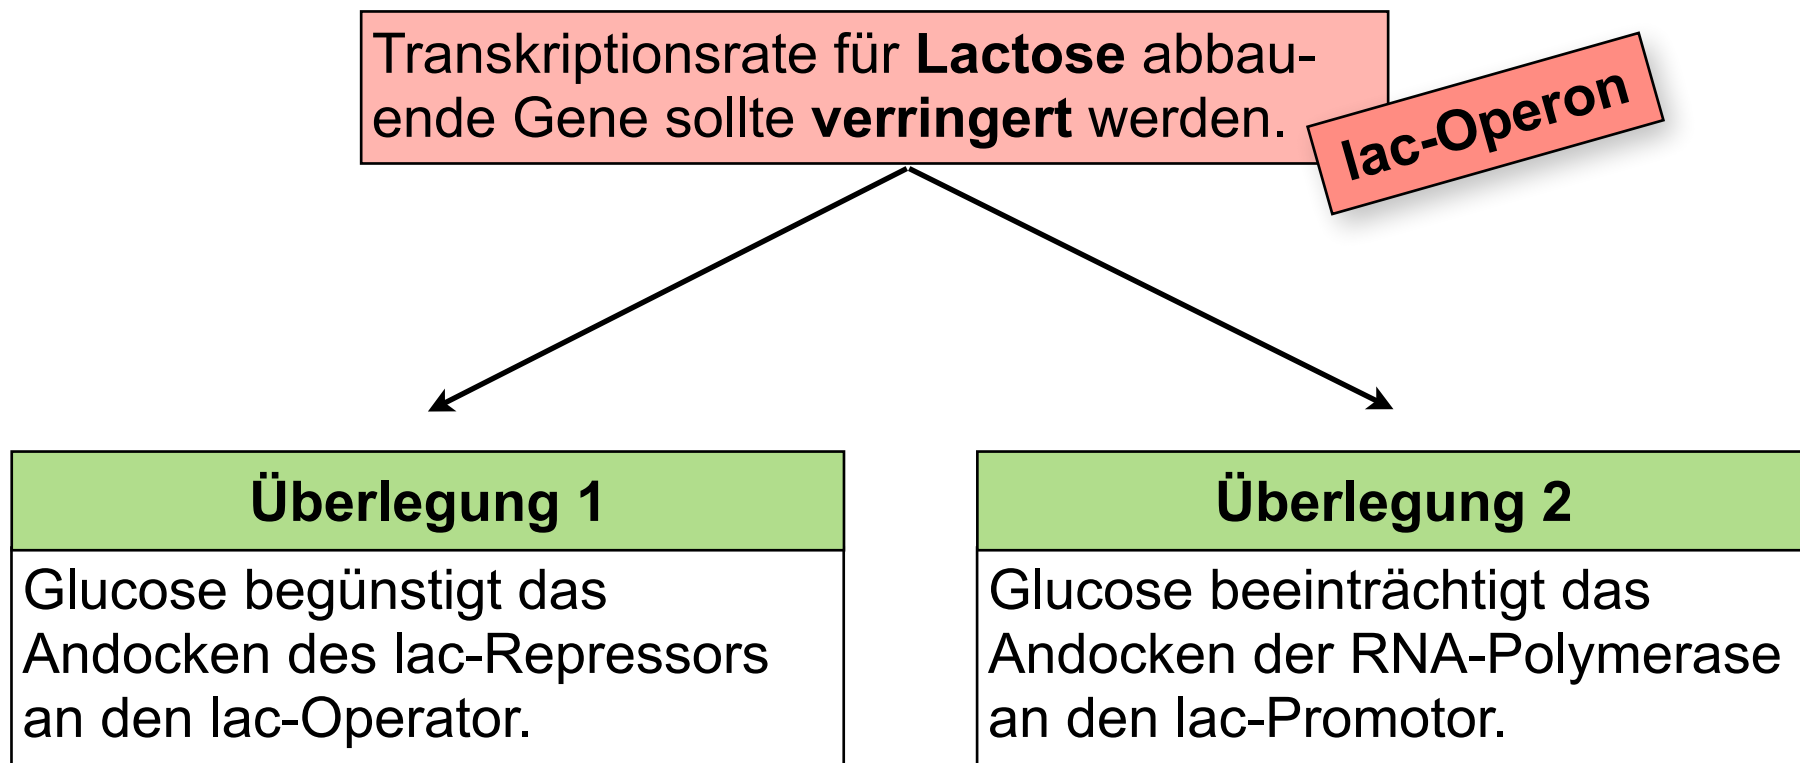 Transkriptionsrate für Lactose abbau-
ende Gene sollte verringert werden.
lac-Operon
Überlegung 1
Glucose begünstigt das
Andocken des lac-Repressors
an den lac-Operator.
Überlegung 2
Glucose beeinträchtigt das
Andocken der RNA-Polymerase
an den lac-Promotor.